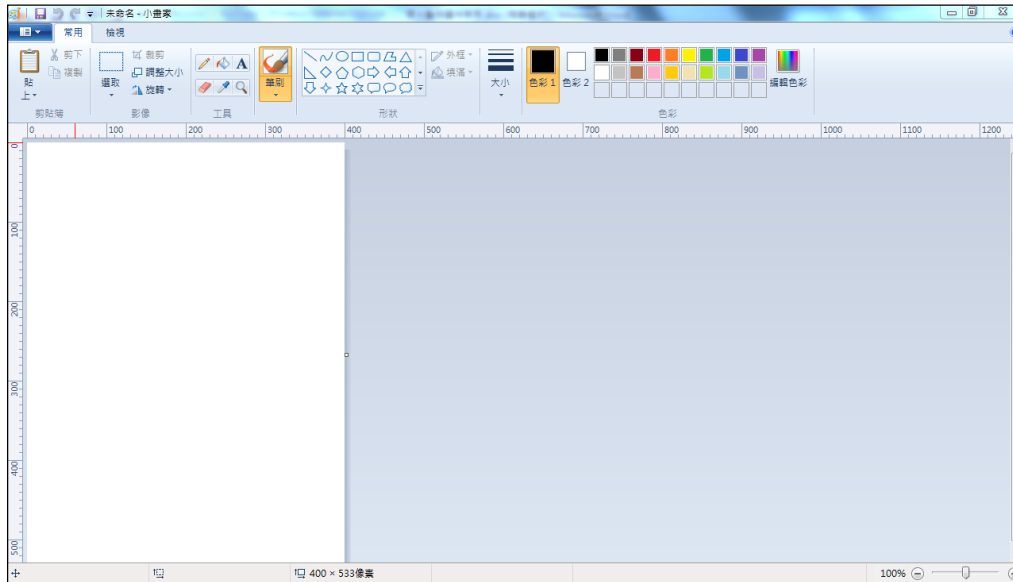 未命名 - 小畫家
常用 檢視
貼上
剪下
複製
剪貼簿
選取
裁剪
調整大小
旋轉
影像
A
工具
筆刷
外框
填滿
形狀
大小
色彩 1
色彩 2
編輯色彩
色彩
0 100 200 300 400 500 600 700 800 900 1000 1100 1200
0
100
200
300
400
500
400 × 533像素
100%